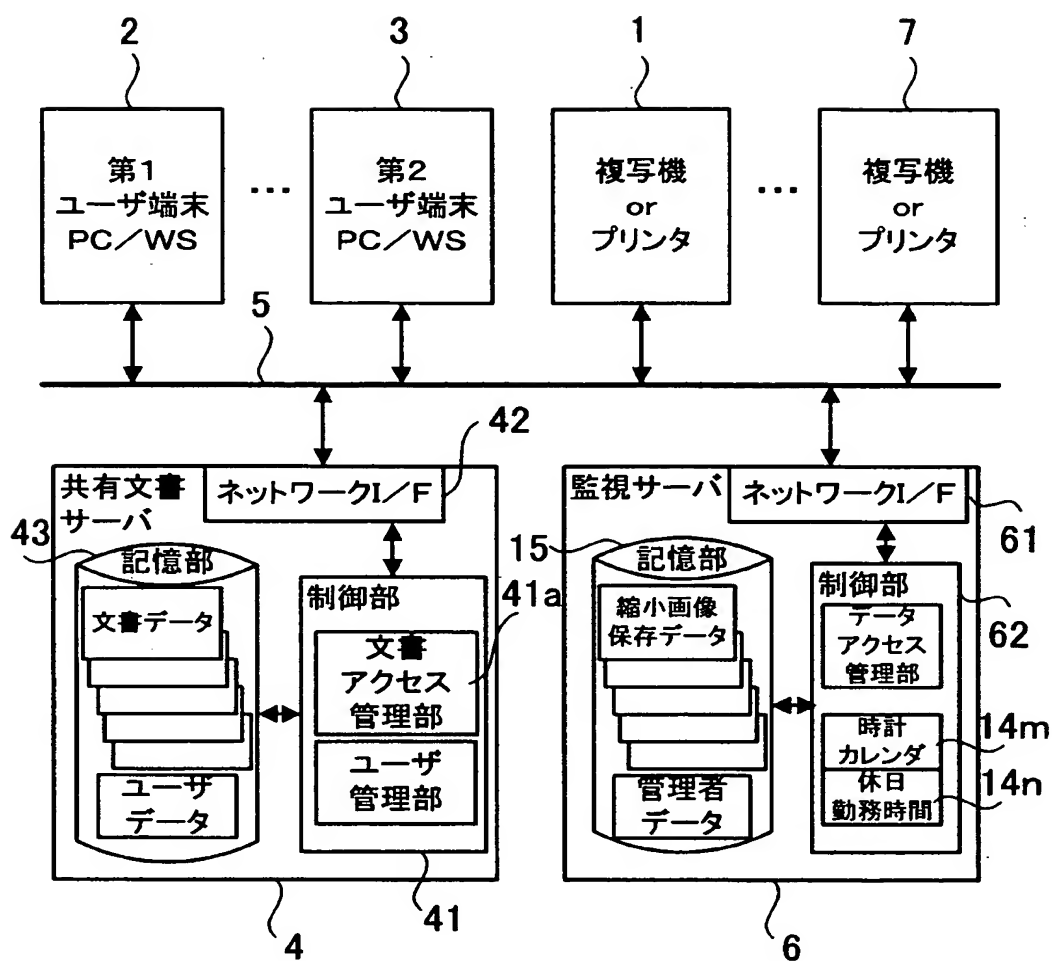 2
3
1
7
第1
ユーザ端末
PC/WS
...
第2
ユーザ端末
PC/WS
複写機
or
プリンタ
...
複写機
or
プリンタ
5
42
共有文書
サーバ
ネットワークI/F
43
記憶部
文書データ
ユーザ
データ
制御部
41a
文書
アクセス
管理部
ユーザ
管理部
4
41
監視サーバ
ネットワークI/F
61
15
記憶部
縮小画像
保存データ
管理者
データ
制御部
62
データ
アクセス
管理部
時計
カレンダ
14m
休日
勤務時間
14n
6